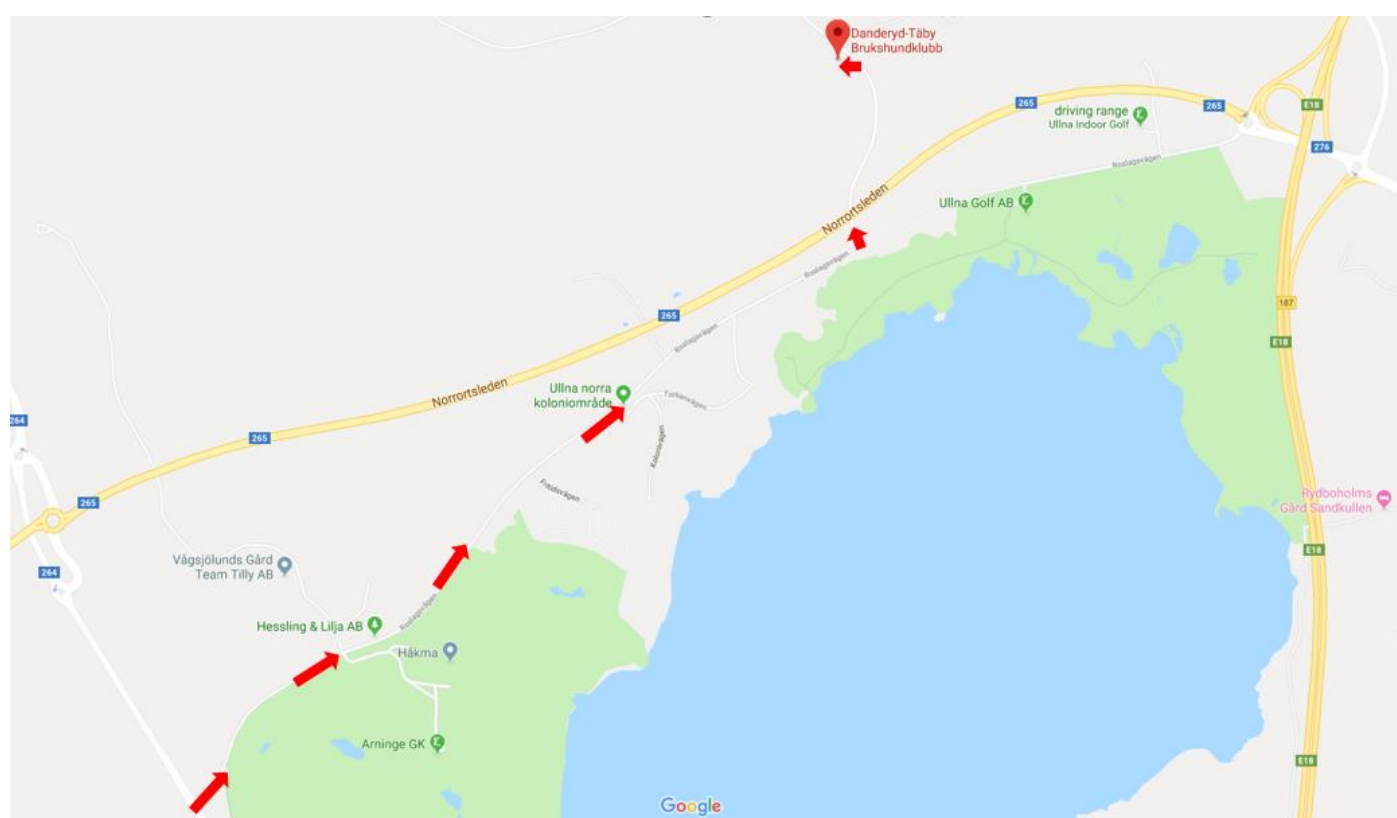 Danderyd-Täby
Brukshundklubb
265
265
E18
driving range
Ullna Indoor Golf
276
Roslagsvägen
Ullna Golf AB
Norrortsleden
Roslagsvägen
187
265
E18
Roslagsvägen
Norrortsleden
Ullna norra
koloniområde
Torkanvägen
264
265
Kolonivägen
Fritidsvägen
265
Rydboholms
Gård Sandkullen
E18
Vågsjölunds Gård
Team Tilly AB
264
Roslagsvägen
Hessling & Lilja AB
Håkma
Arninge GK
E18
Google